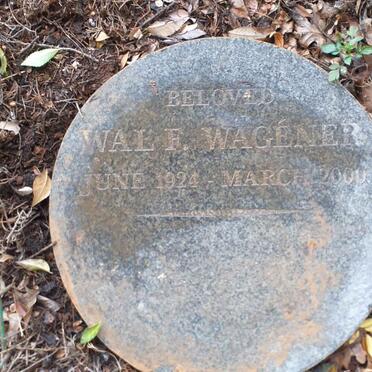 BELOVED
WAL F. WAGENER
JUNE 1924 - MARCH 2000